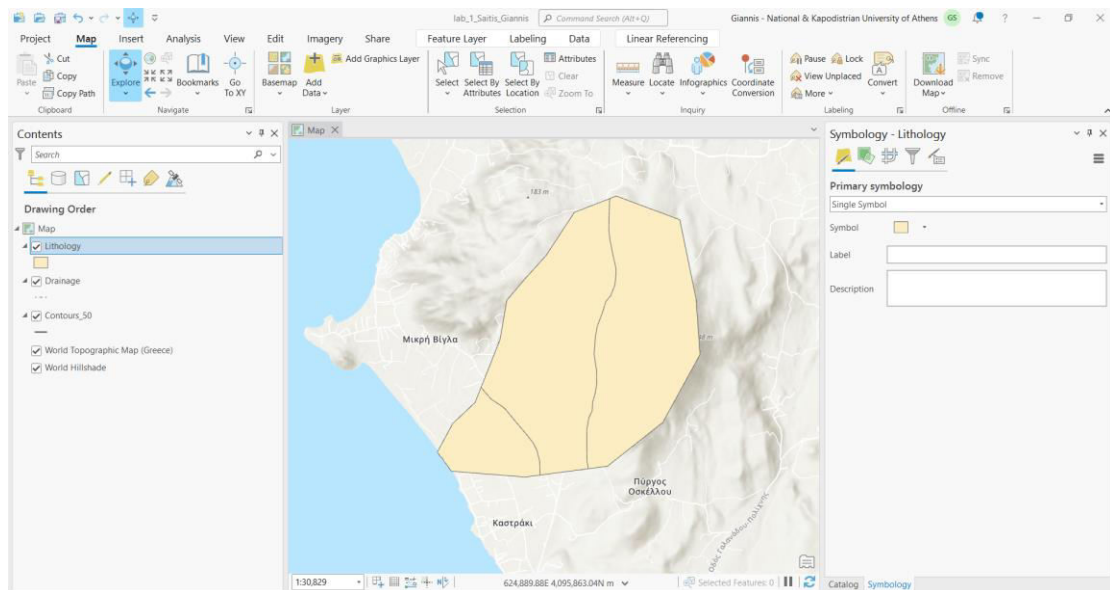 lab_1_Saitis_Giannis
Command Search (Alt+Q)
Giannis - National & Kapodistrian University of Athens
GS
?
Project Map Insert Analysis View Edit Imagery Share Feature Layer Labeling Data Linear Referencing
Paste
Cut
Copy
Copy Path
Clipboard
Explore
Bookmarks
Go To XY
Navigate
Basemap
Add Data
Add Graphics Layer
Layer
Select
Select By Attributes
Select By Location
Attributes
Clear
Zoom To
Selection
Measure
Locate
Infographics
Coordinate Conversion
Inquiry
Pause
Lock
View Unplaced
More
Convert
Labeling
Download Map
Sync
Remove
Offline
Contents
Search
Drawing Order
Map
Lithology
Drainage
Contours_50
World Topographic Map (Greece)
World Hillshade
Map
183 m
Μικρή Βίγλα
Πύργος
Οσκέλλου
Καστράκι
Οδός Γαλανάδου-Πολίχνης
1:30,829
624,889.88E 4,095,863.04N m
Selected Features: 0
Symbology - Lithology
Primary symbology
Single Symbol
Symbol
Label
Description
Catalog Symbology